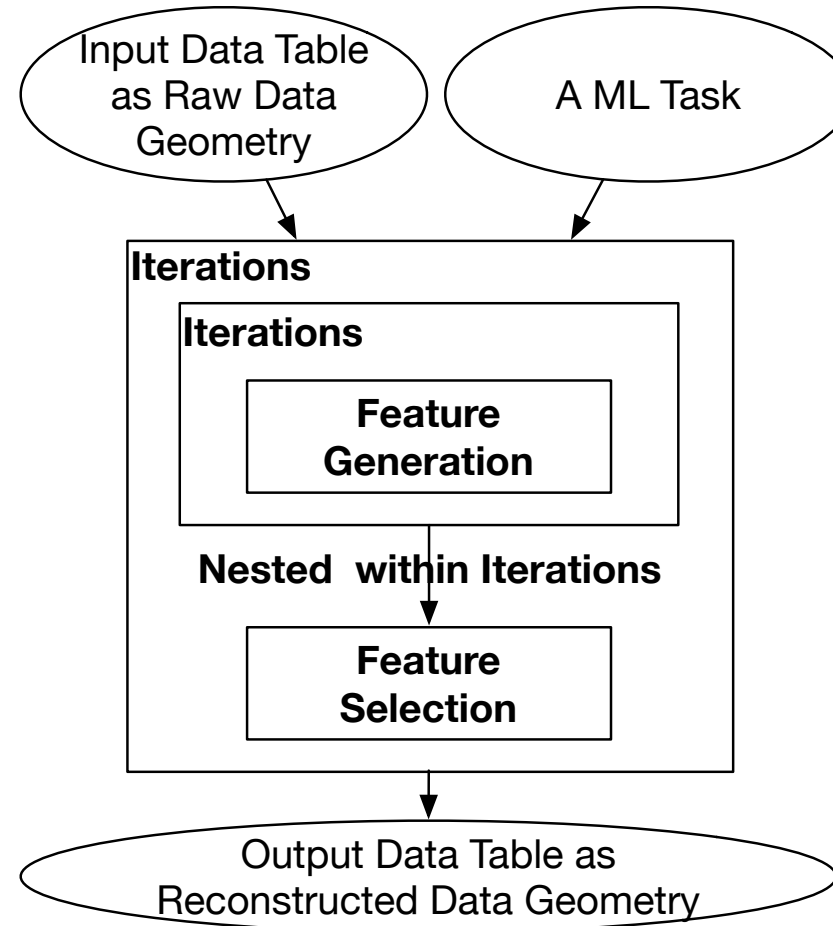 Input Data Table
as Raw Data
Geometry
A ML Task
Iterations
Iterations
Feature
Generation
Nested  within Iterations
Feature
Selection
Output Data Table as
Reconstructed Data Geometry